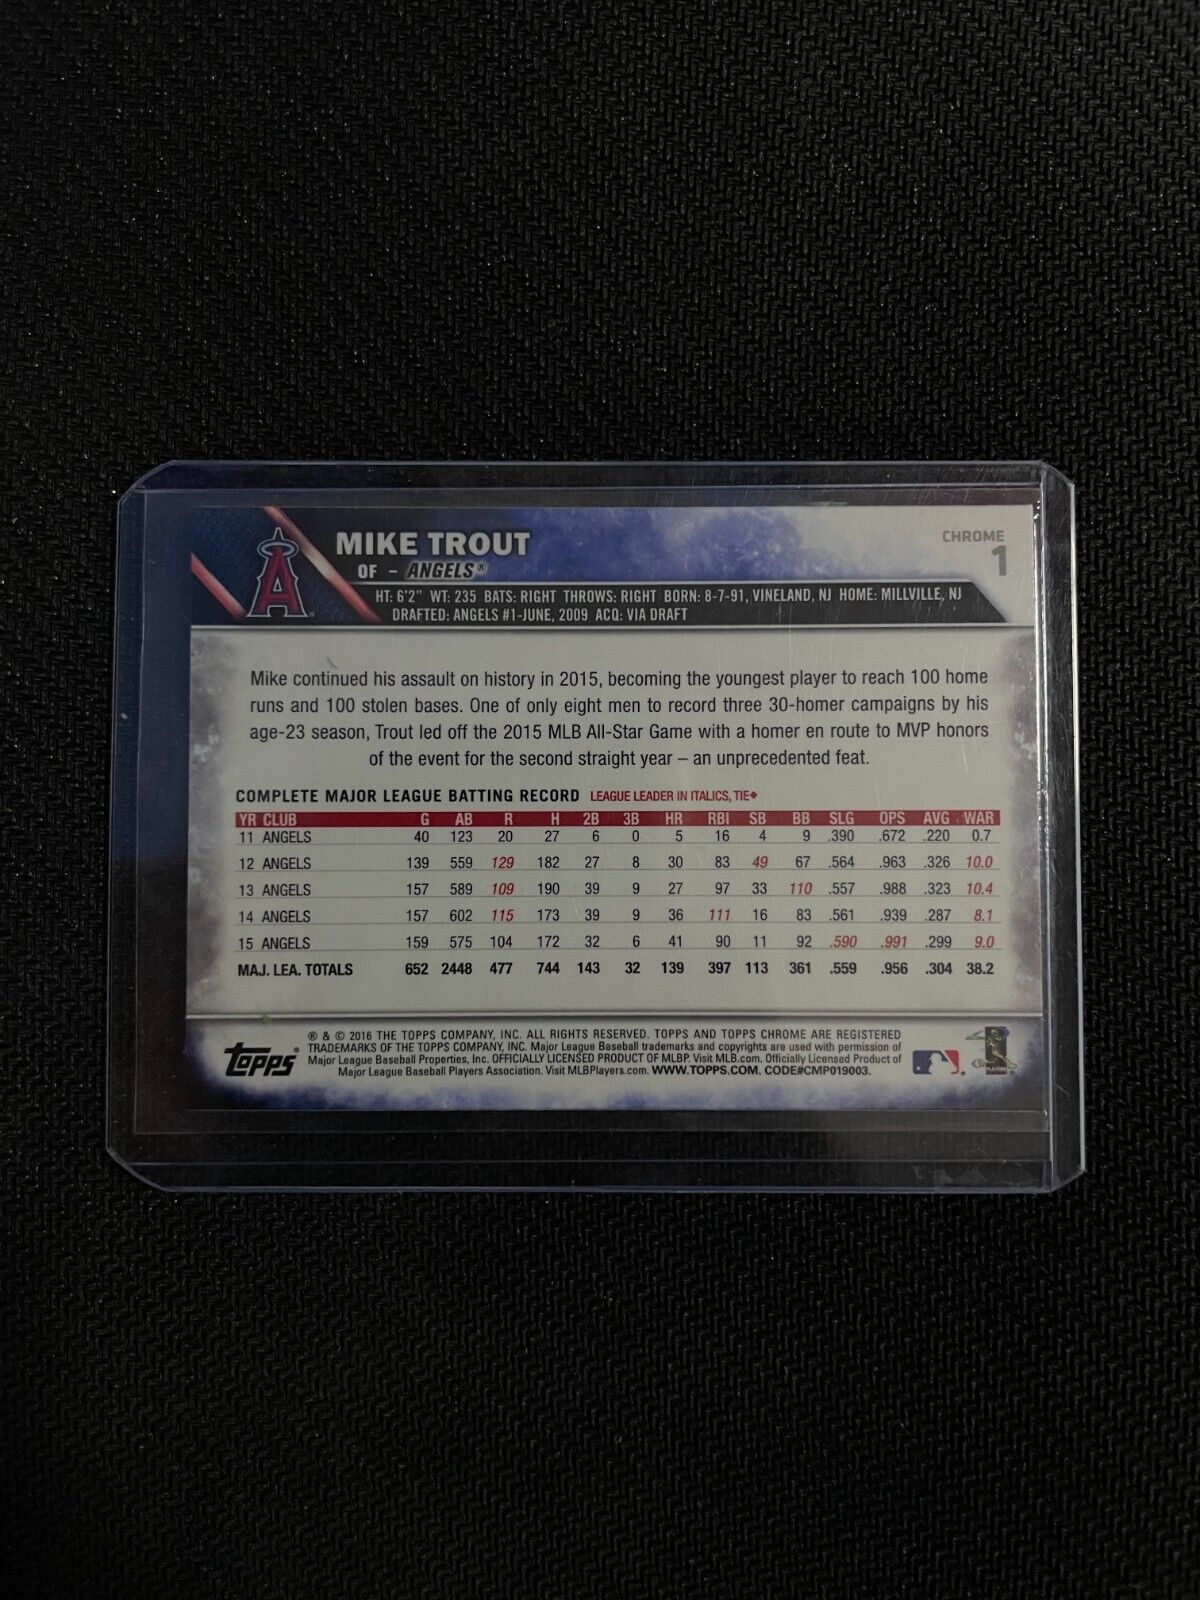 MIKE TROUT
CHROME
1
OF - ANGELS®
HT: 6'2" WT: 235 BATS: RIGHT THROWS: RIGHT BORN: 8-7-91, VINELAND, NJ HOME: MILLVILLE, NJ
DRAFTED: ANGELS #1-JUNE, 2009 ACQ: VIA DRAFT
Mike continued his assault on history in 2015, becoming the youngest player to reach 100 home
runs and 100 stolen bases. One of only eight men to record three 30-homer campaigns by his
age-23 season, Trout led off the 2015 MLB All-Star Game with a homer en route to MVP honors
of the event for the second straight year – an unprecedented feat.
COMPLETE MAJOR LEAGUE BATTING RECORD LEAGUE LEADER IN ITALICS, TIE♦
YR CLUB G AB R H 2B 3B HR RBI SB BB SLG OPS AVG WAR
11 ANGELS 40 123 20 27 6 0 5 16 4 9 .390 .672 .220 0.7
12 ANGELS 139 559 129 182 27 8 30 83 49 67 .564 .963 .326 10.0
13 ANGELS 157 589 109 190 39 9 27 97 33 110 .557 .988 .323 10.4
14 ANGELS 157 602 115 173 39 9 36 111 16 83 .561 .939 .287 8.1
15 ANGELS 159 575 104 172 32 6 41 90 11 92 .590 .991 .299 9.0
MAJ. LEA. TOTALS 652 2448 477 744 143 32 139 397 113 361 .559 .956 .304 38.2
topps
® & © 2016 THE TOPPS COMPANY, INC. ALL RIGHTS RESERVED. TOPPS AND TOPPS CHROME ARE REGISTERED
TRADEMARKS OF THE TOPPS COMPANY, INC. Major League Baseball trademarks and copyrights are used with permission of
Major League Baseball Properties, Inc. OFFICIALLY LICENSED PRODUCT OF MLBP. Visit MLB.com. Officially Licensed Product of
Major League Baseball Players Association. Visit MLBPlayers.com. WWW.TOPPS.COM. CODE#CMP019003.